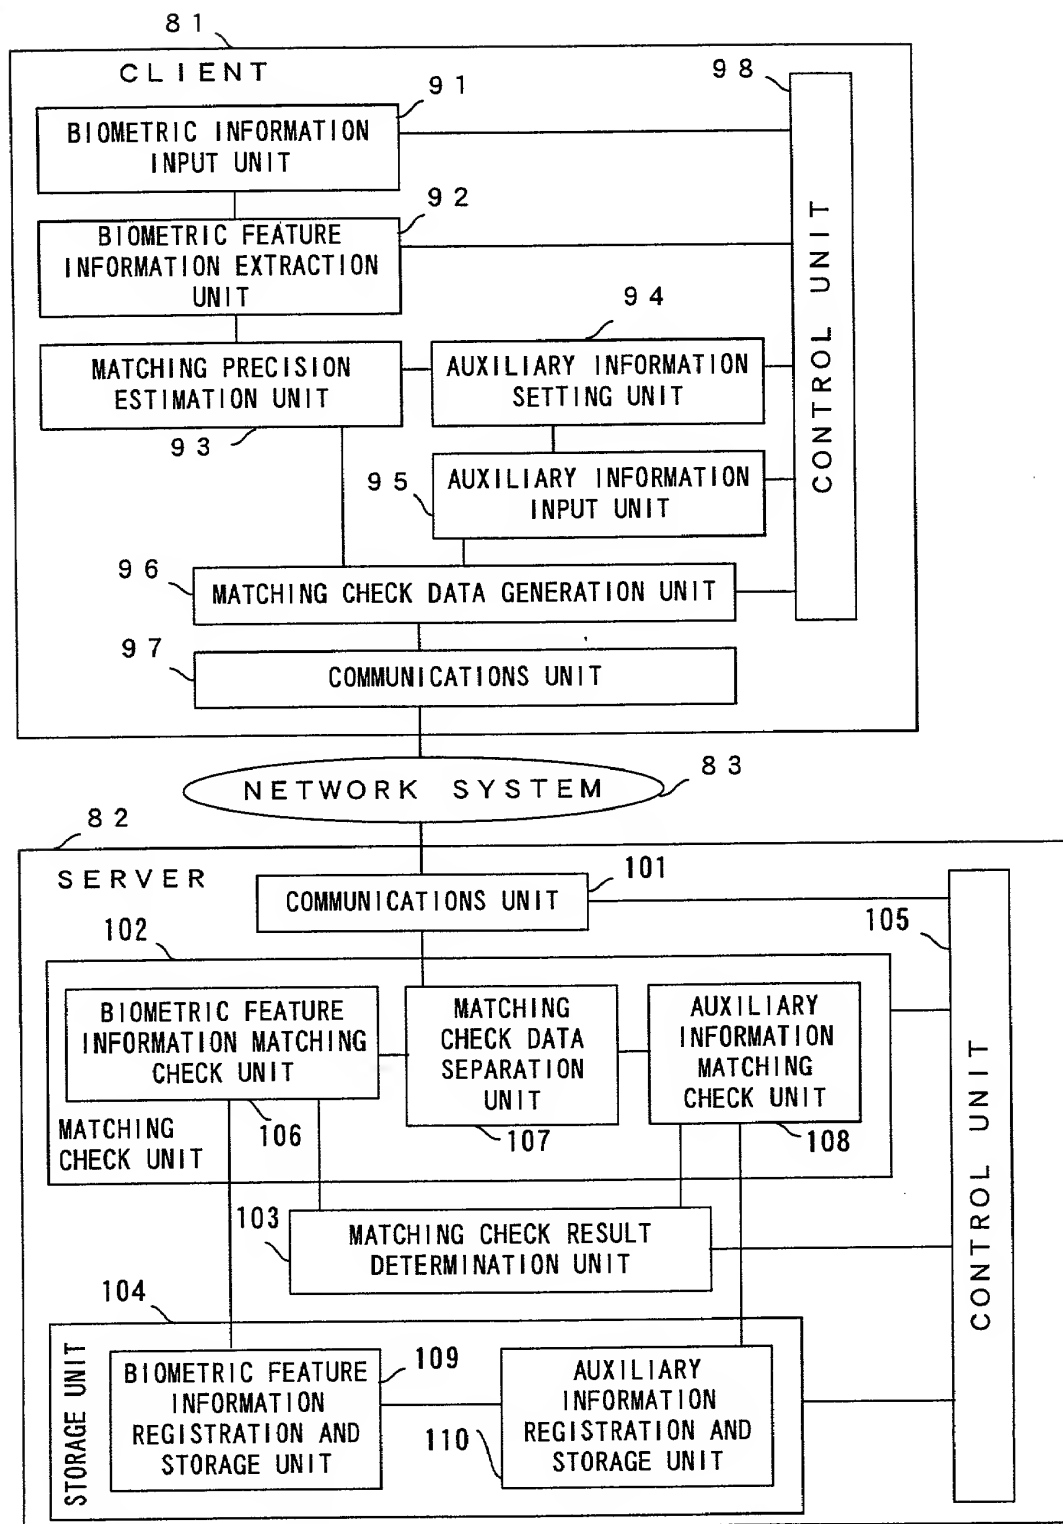 81
CLIENT
98
91
BIOMETRIC INFORMATION
INPUT UNIT
92
BIOMETRIC FEATURE
INFORMATION EXTRACTION
UNIT
94
MATCHING PRECISION
ESTIMATION UNIT
93
AUXILIARY INFORMATION
SETTING UNIT
95
AUXILIARY INFORMATION
INPUT UNIT
CONTROL UNIT
96
MATCHING CHECK DATA GENERATION UNIT
97
COMMUNICATIONS UNIT
NETWORK SYSTEM
83
82
SERVER
101
COMMUNICATIONS UNIT
102
105
BIOMETRIC FEATURE
INFORMATION MATCHING
CHECK UNIT
106
MATCHING
CHECK DATA
SEPARATION
UNIT
107
AUXILIARY
INFORMATION
MATCHING
CHECK UNIT
108
MATCHING
CHECK UNIT
CONTROL UNIT
103
MATCHING CHECK RESULT
DETERMINATION UNIT
104
STORAGE UNIT
109
BIOMETRIC FEATURE
INFORMATION
REGISTRATION AND
STORAGE UNIT
110
AUXILIARY
INFORMATION
REGISTRATION AND
STORAGE UNIT